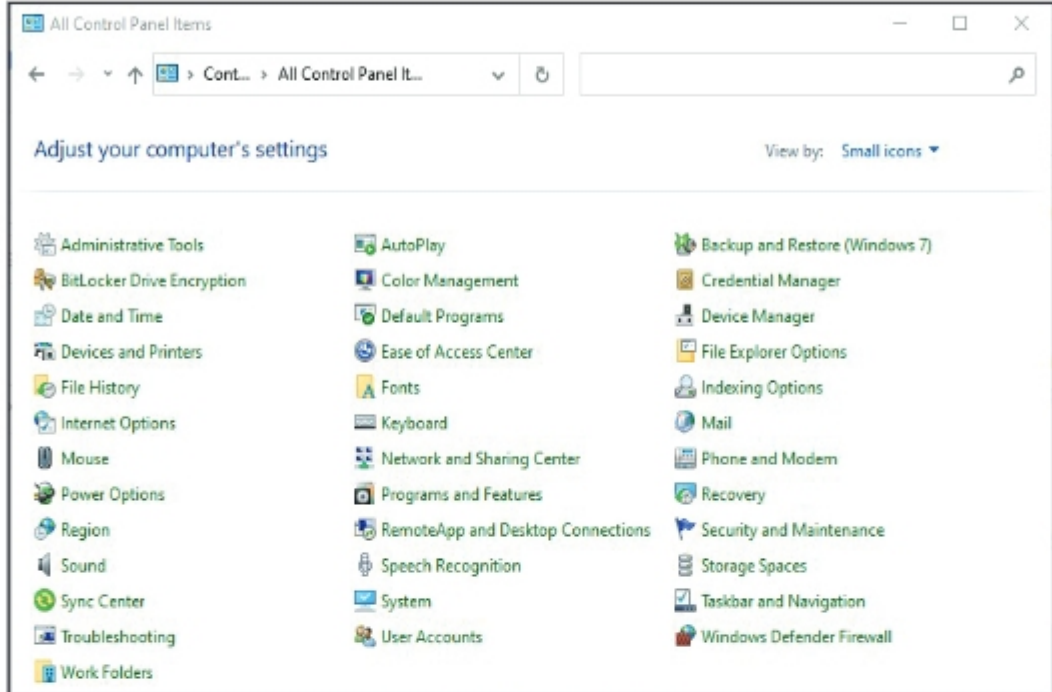 All Control Panel Items
Cont... > All Control Panel It...
Adjust your computer's settings
View by: Small icons
Administrative Tools
AutoPlay
Backup and Restore (Windows 7)
BitLocker Drive Encryption
Color Management
Credential Manager
Date and Time
Default Programs
Device Manager
Devices and Printers
Ease of Access Center
File Explorer Options
File History
Fonts
Indexing Options
Internet Options
Keyboard
Mail
Mouse
Network and Sharing Center
Phone and Modem
Power Options
Programs and Features
Recovery
Region
RemoteApp and Desktop Connections
Security and Maintenance
Sound
Speech Recognition
Storage Spaces
Sync Center
System
Taskbar and Navigation
Troubleshooting
User Accounts
Windows Defender Firewall
Work Folders